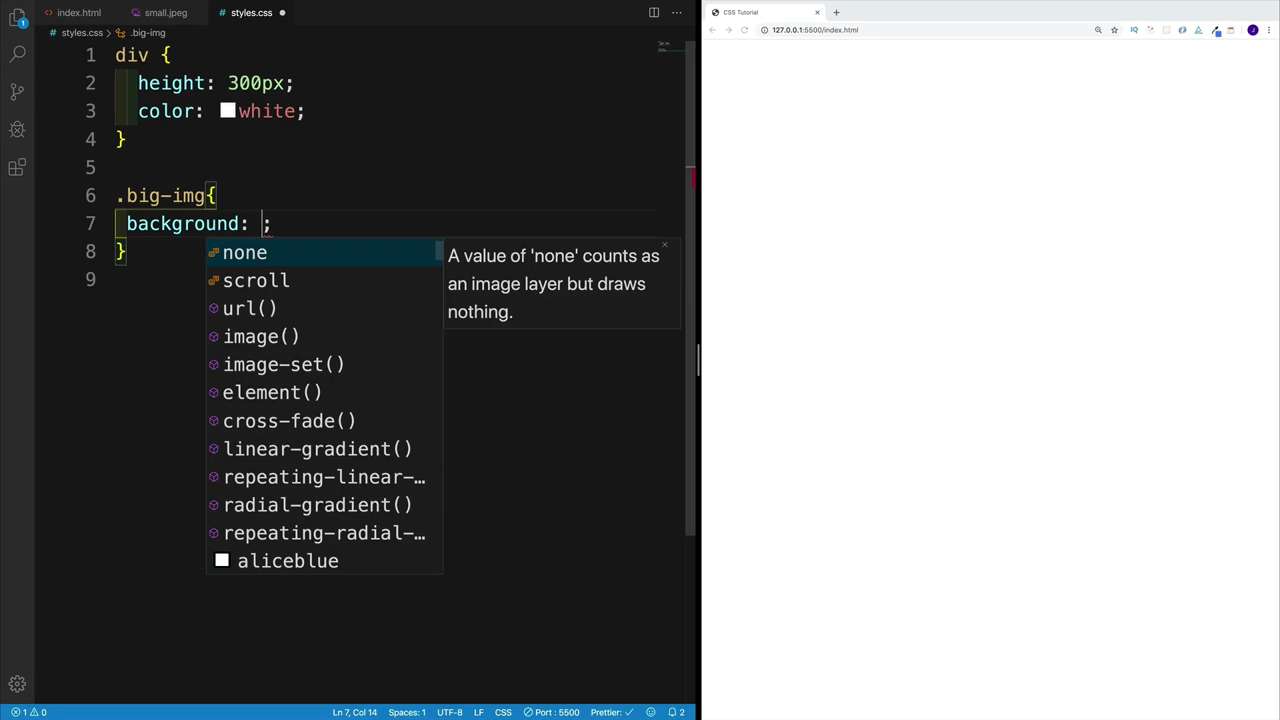 index.html small.jpeg styles.css
styles.css .big-img
1 div {
2 height: 300px;
3 color: white;
4 }
5
6 .big-img{
7 background: ;
8 }
9
none
scroll
url()
image()
image-set()
element()
cross-fade()
linear-gradient()
repeating-linear-…
radial-gradient()
repeating-radial-…
aliceblue
A value of 'none' counts as
an image layer but draws
nothing.
1 0 Ln 7, Col 14 Spaces: 1 UTF-8 LF CSS Port : 5500 Prettier: 2
CSS Tutorial
127.0.0.1:5500/index.html